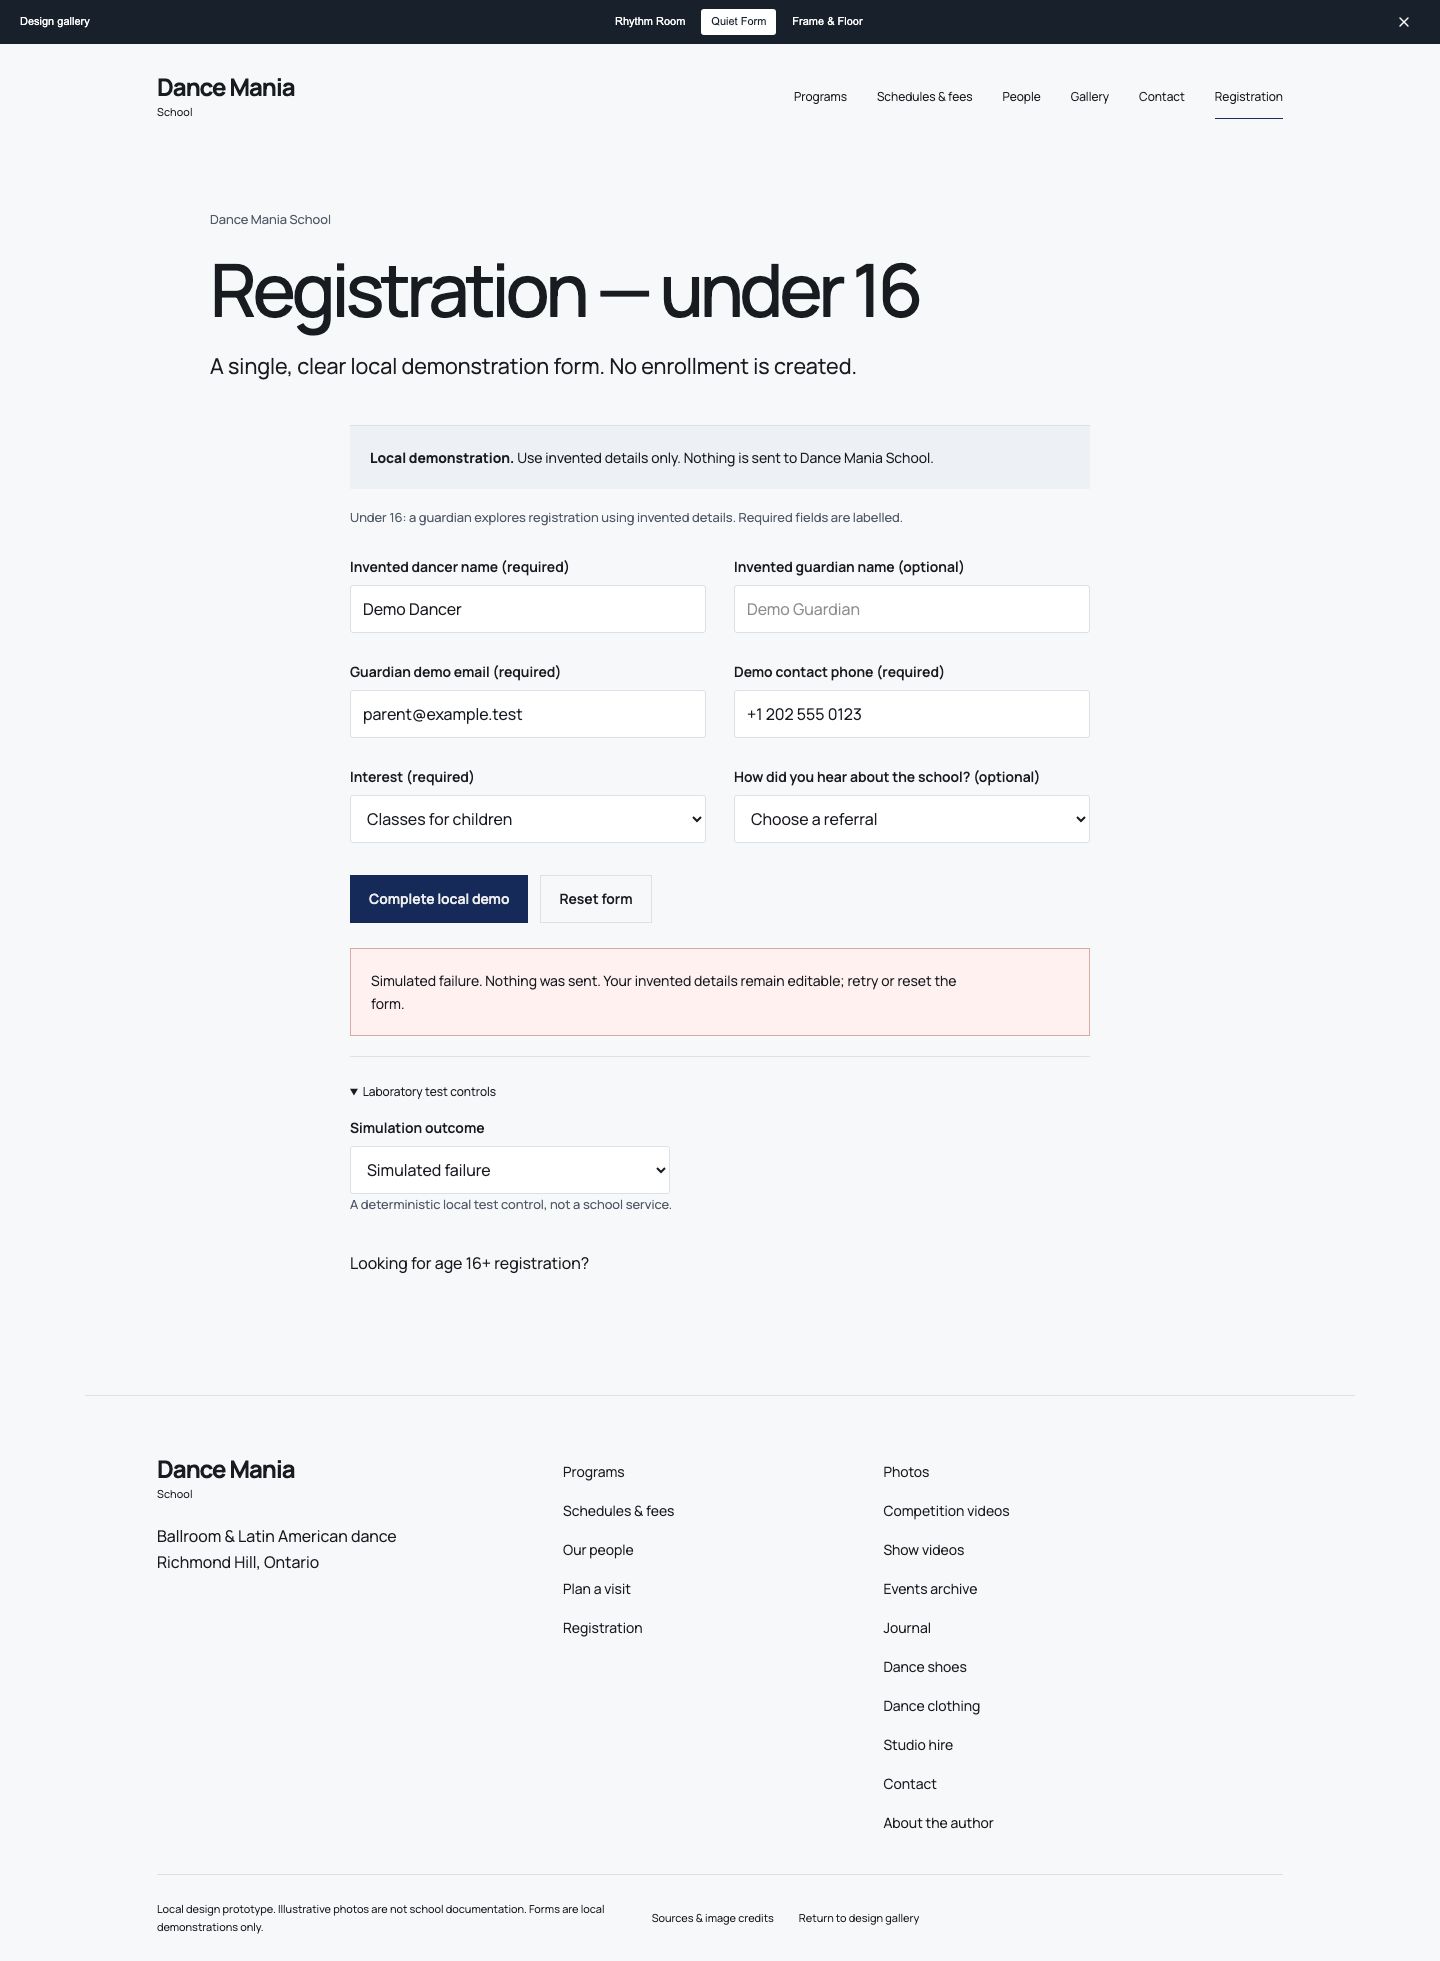 Design gallery
Rhythm Room
Quiet Form
Frame & Floor
×
Dance Mania
School
Programs
Schedules & fees
People
Gallery
Contact
Registration
Dance Mania School
Registration — under 16
A single, clear local demonstration form. No enrollment is created.
Local demonstration. Use invented details only. Nothing is sent to Dance Mania School.
Under 16: a guardian explores registration using invented details. Required fields are labelled.
Invented dancer name (required)
Demo Dancer
Invented guardian name (optional)
Demo Guardian
Guardian demo email (required)
parent@example.test
Demo contact phone (required)
+1 202 555 0123
Interest (required)
Classes for children
How did you hear about the school? (optional)
Choose a referral
Complete local demo
Reset form
Simulated failure. Nothing was sent. Your invented details remain editable; retry or reset the
form.
▼ Laboratory test controls
Simulation outcome
Simulated failure
A deterministic local test control, not a school service.
Looking for age 16+ registration?
Dance Mania
School
Ballroom & Latin American dance
Richmond Hill, Ontario
Programs
Schedules & fees
Our people
Plan a visit
Registration
Photos
Competition videos
Show videos
Events archive
Journal
Dance shoes
Dance clothing
Studio hire
Contact
About the author
Local design prototype. Illustrative photos are not school documentation. Forms are local
demonstrations only.
Sources & image credits
Return to design gallery